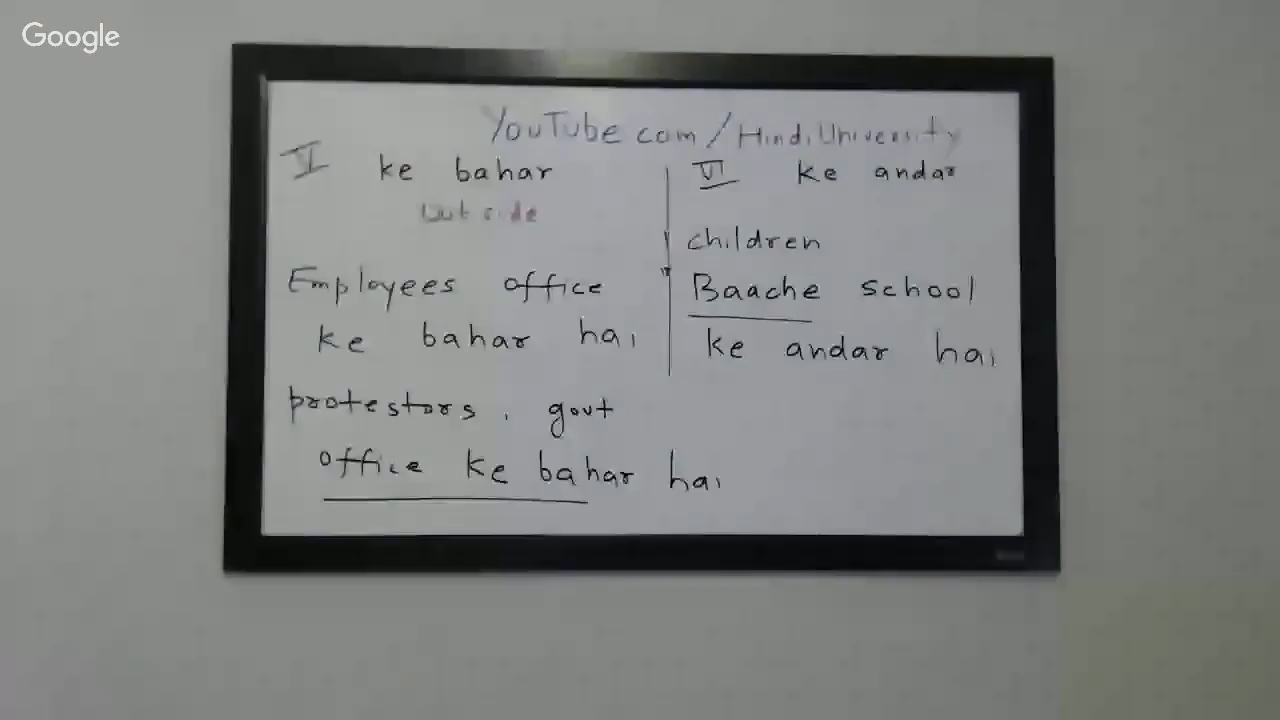 Google
YouTube.com/HindiUniversity
V ke bahar
outside
Employees office
ke bahar hai
protestors, govt
office ke bahar hai
VI ke andar
children
Baache school
ke andar hai